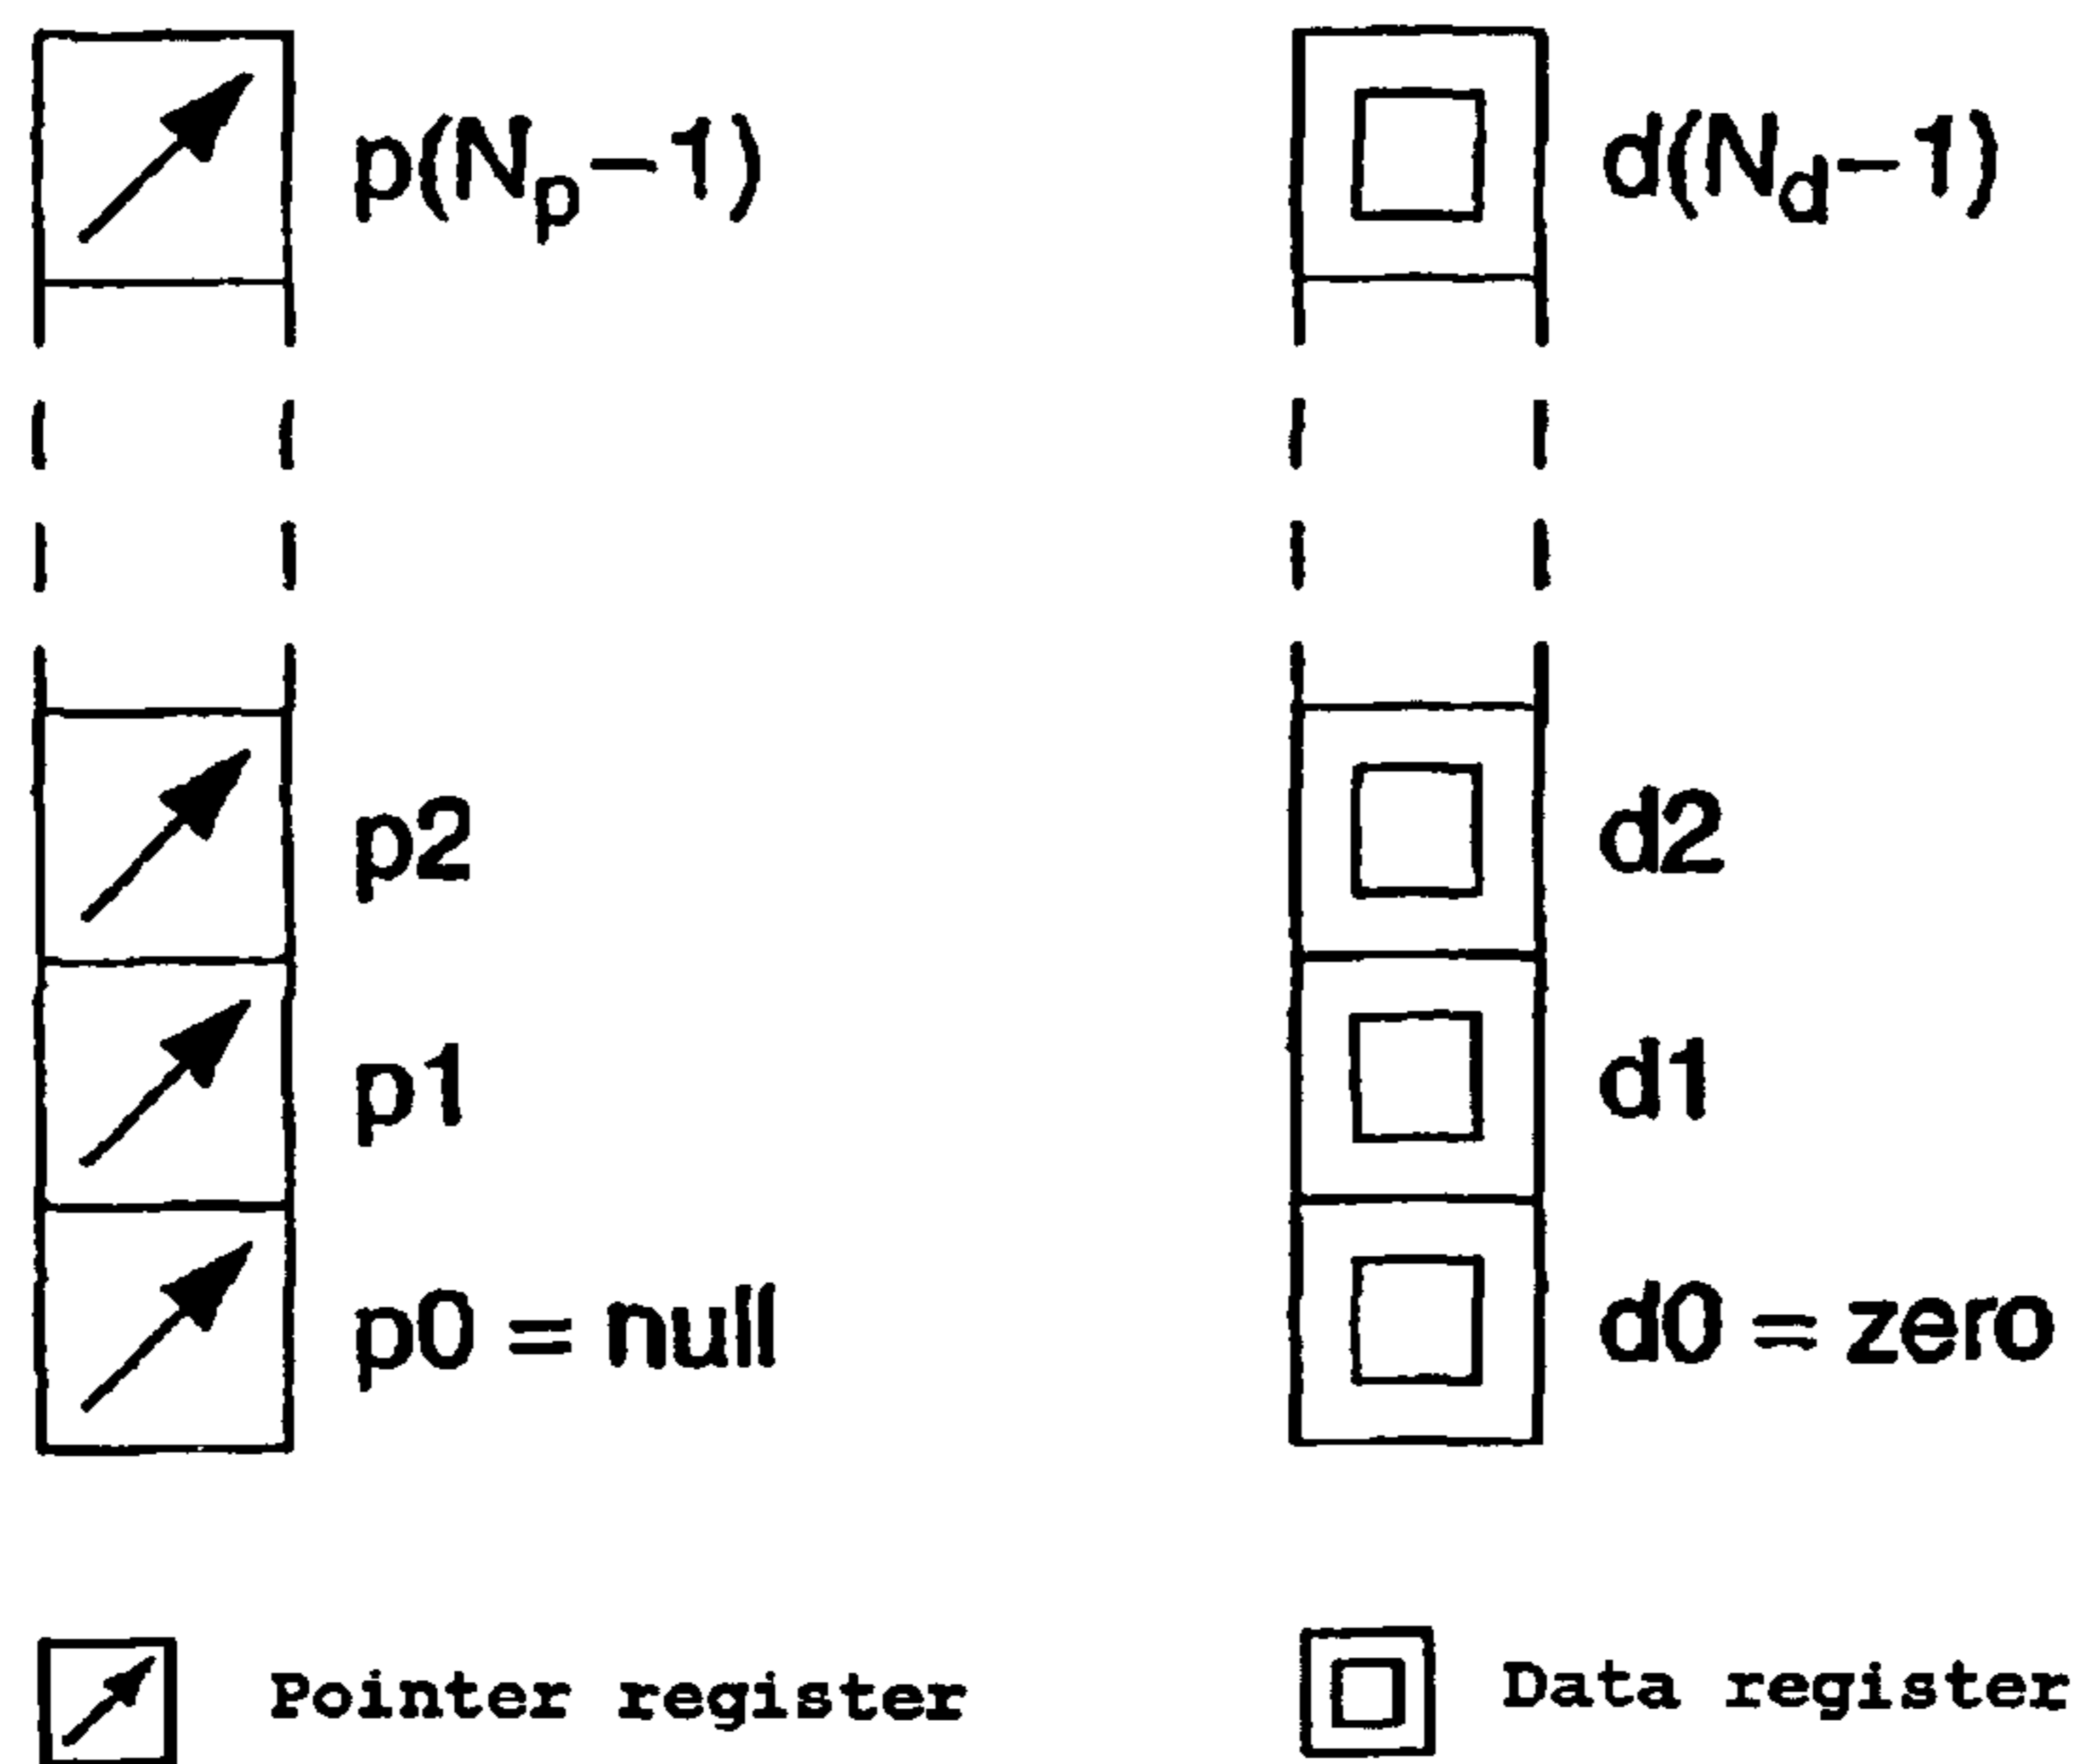 p(Np−1) d(Nd−1)
p2 d2
p1 d1
p0 = null d0 = zero
Pointer register Data register